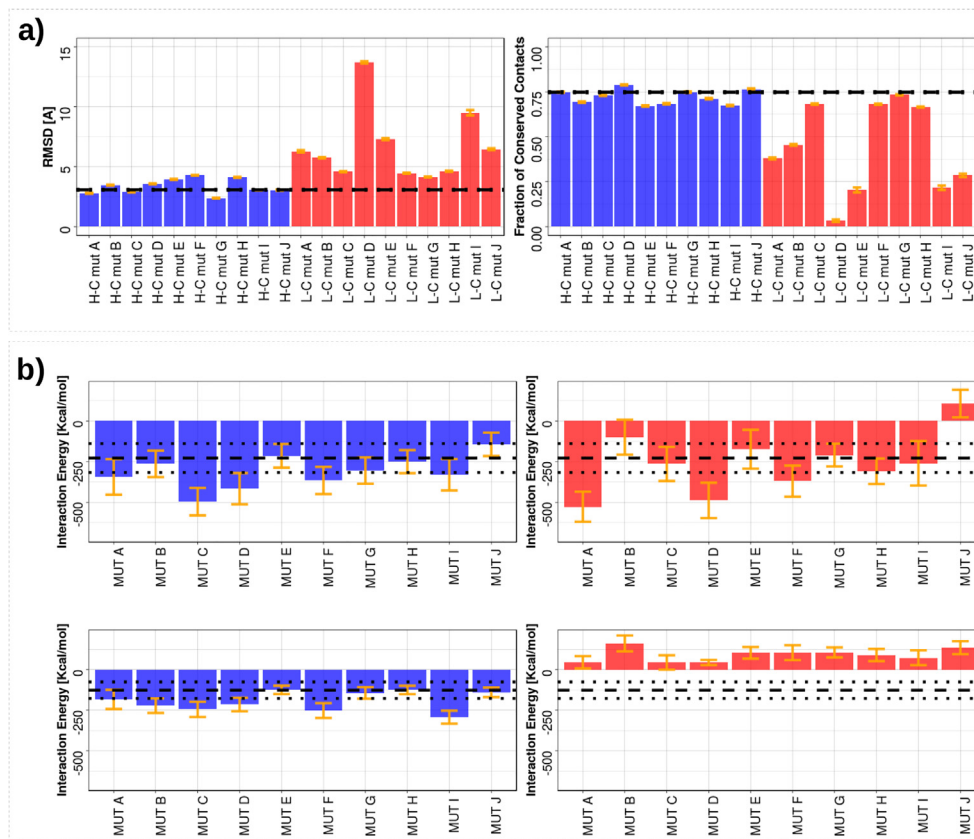 a)
RMSD [A]
15
10
5
0
H-C mut A
H-C mut B
H-C mut C
H-C mut D
H-C mut E
H-C mut F
H-C mut G
H-C mut H
H-C mut I
H-C mut J
L-C mut A
L-C mut B
L-C mut C
L-C mut D
L-C mut E
L-C mut F
L-C mut G
L-C mut H
L-C mut I
L-C mut J
Fraction of Conserved Contacts
1.00
0.75
0.50
0.25
0.00
H-C mut A
H-C mut B
H-C mut C
H-C mut D
H-C mut E
H-C mut F
H-C mut G
H-C mut H
H-C mut I
H-C mut J
L-C mut A
L-C mut B
L-C mut C
L-C mut D
L-C mut E
L-C mut F
L-C mut G
L-C mut H
L-C mut I
L-C mut J
b)
Interaction Energy [Kcal/mol]
0
-250
-500
MUT A
MUT B
MUT C
MUT D
MUT E
MUT F
MUT G
MUT H
MUT I
MUT J
Interaction Energy [Kcal/mol]
0
-250
-500
MUT A
MUT B
MUT C
MUT D
MUT E
MUT F
MUT G
MUT H
MUT I
MUT J
Interaction Energy [Kcal/mol]
0
-250
-500
MUT A
MUT B
MUT C
MUT D
MUT E
MUT F
MUT G
MUT H
MUT I
MUT J
Interaction Energy [Kcal/mol]
0
-250
-500
MUT A
MUT B
MUT C
MUT D
MUT E
MUT F
MUT G
MUT H
MUT I
MUT J